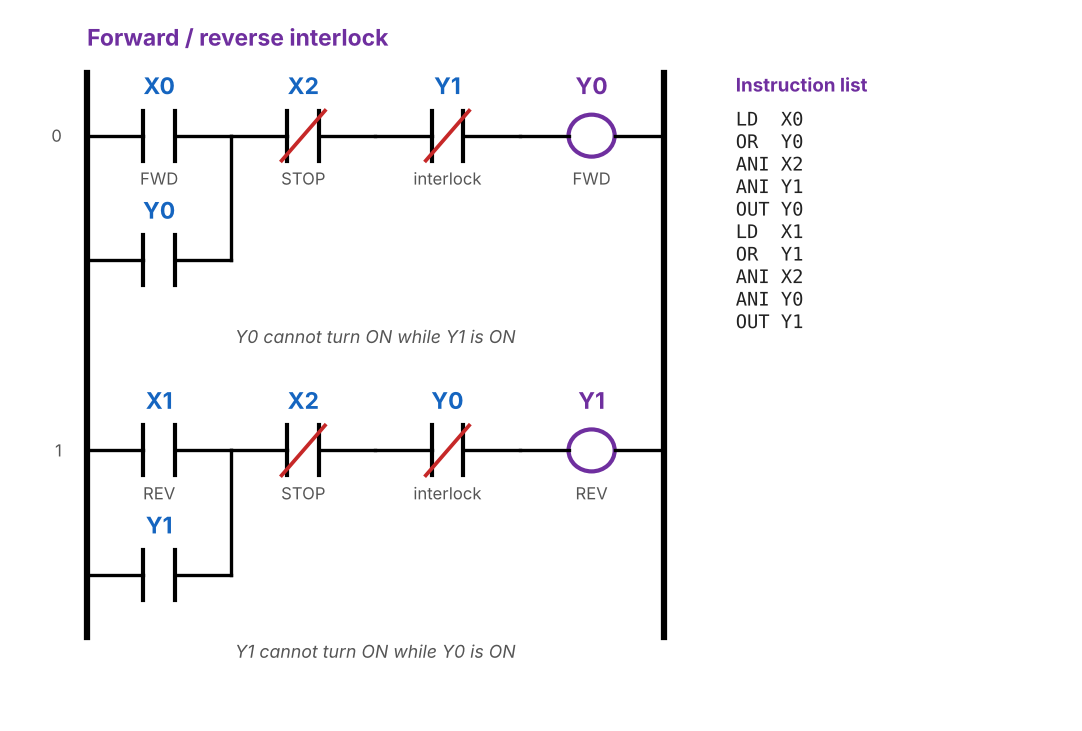 Forward / reverse interlock
X0 X2 Y1 Y0
0
FWD STOP interlock FWD
Y0
Y0 cannot turn ON while Y1 is ON
X1 X2 Y0 Y1
1
REV STOP interlock REV
Y1
Y1 cannot turn ON while Y0 is ON
Instruction list
LD X0
OR Y0
ANI X2
ANI Y1
OUT Y0
LD X1
OR Y1
ANI X2
ANI Y0
OUT Y1